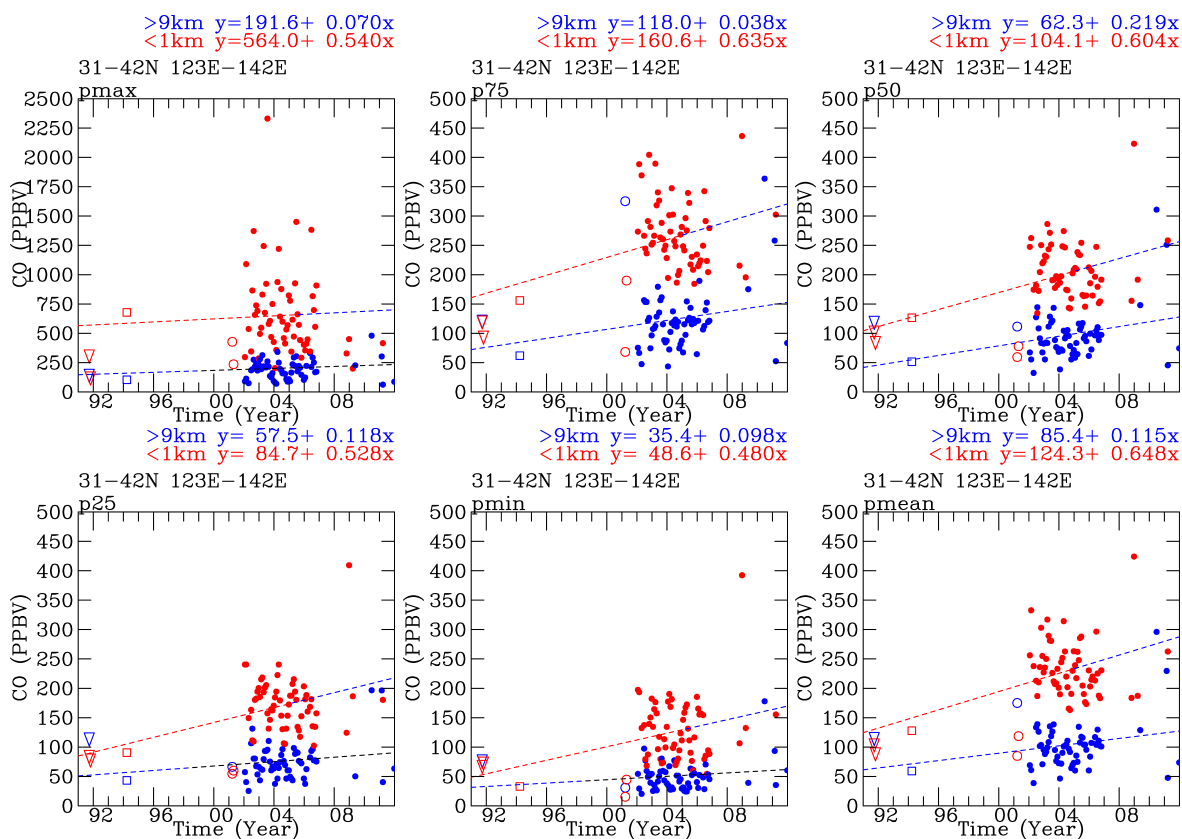 >9km y=191.6+ 0.070x
<1km y=564.0+ 0.540x
31-42N 123E-142E
pmax
2500
2250
2000
1750
1500
1250
1000
750
500
250
0
CO (PPBV)
92 96 00 04 08
Time (Year)
>9km y=118.0+ 0.038x
<1km y=160.6+ 0.635x
31-42N 123E-142E
p75
500
450
400
350
300
250
200
150
100
50
0
CO (PPBV)
92 96 00 04 08
Time (Year)
>9km y= 62.3+ 0.219x
<1km y=104.1+ 0.604x
31-42N 123E-142E
p50
500
450
400
350
300
250
200
150
100
50
0
CO (PPBV)
92 96 00 04 08
Time (Year)
>9km y= 57.5+ 0.118x
<1km y= 84.7+ 0.528x
31-42N 123E-142E
p25
500
450
400
350
300
250
200
150
100
50
0
CO (PPBV)
92 96 00 04 08
Time (Year)
>9km y= 35.4+ 0.098x
<1km y= 48.6+ 0.480x
31-42N 123E-142E
pmin
500
450
400
350
300
250
200
150
100
50
0
CO (PPBV)
92 96 00 04 08
Time (Year)
>9km y= 85.4+ 0.115x
<1km y=124.3+ 0.648x
31-42N 123E-142E
pmean
500
450
400
350
300
250
200
150
100
50
0
CO (PPBV)
92 96 00 04 08
Time (Year)